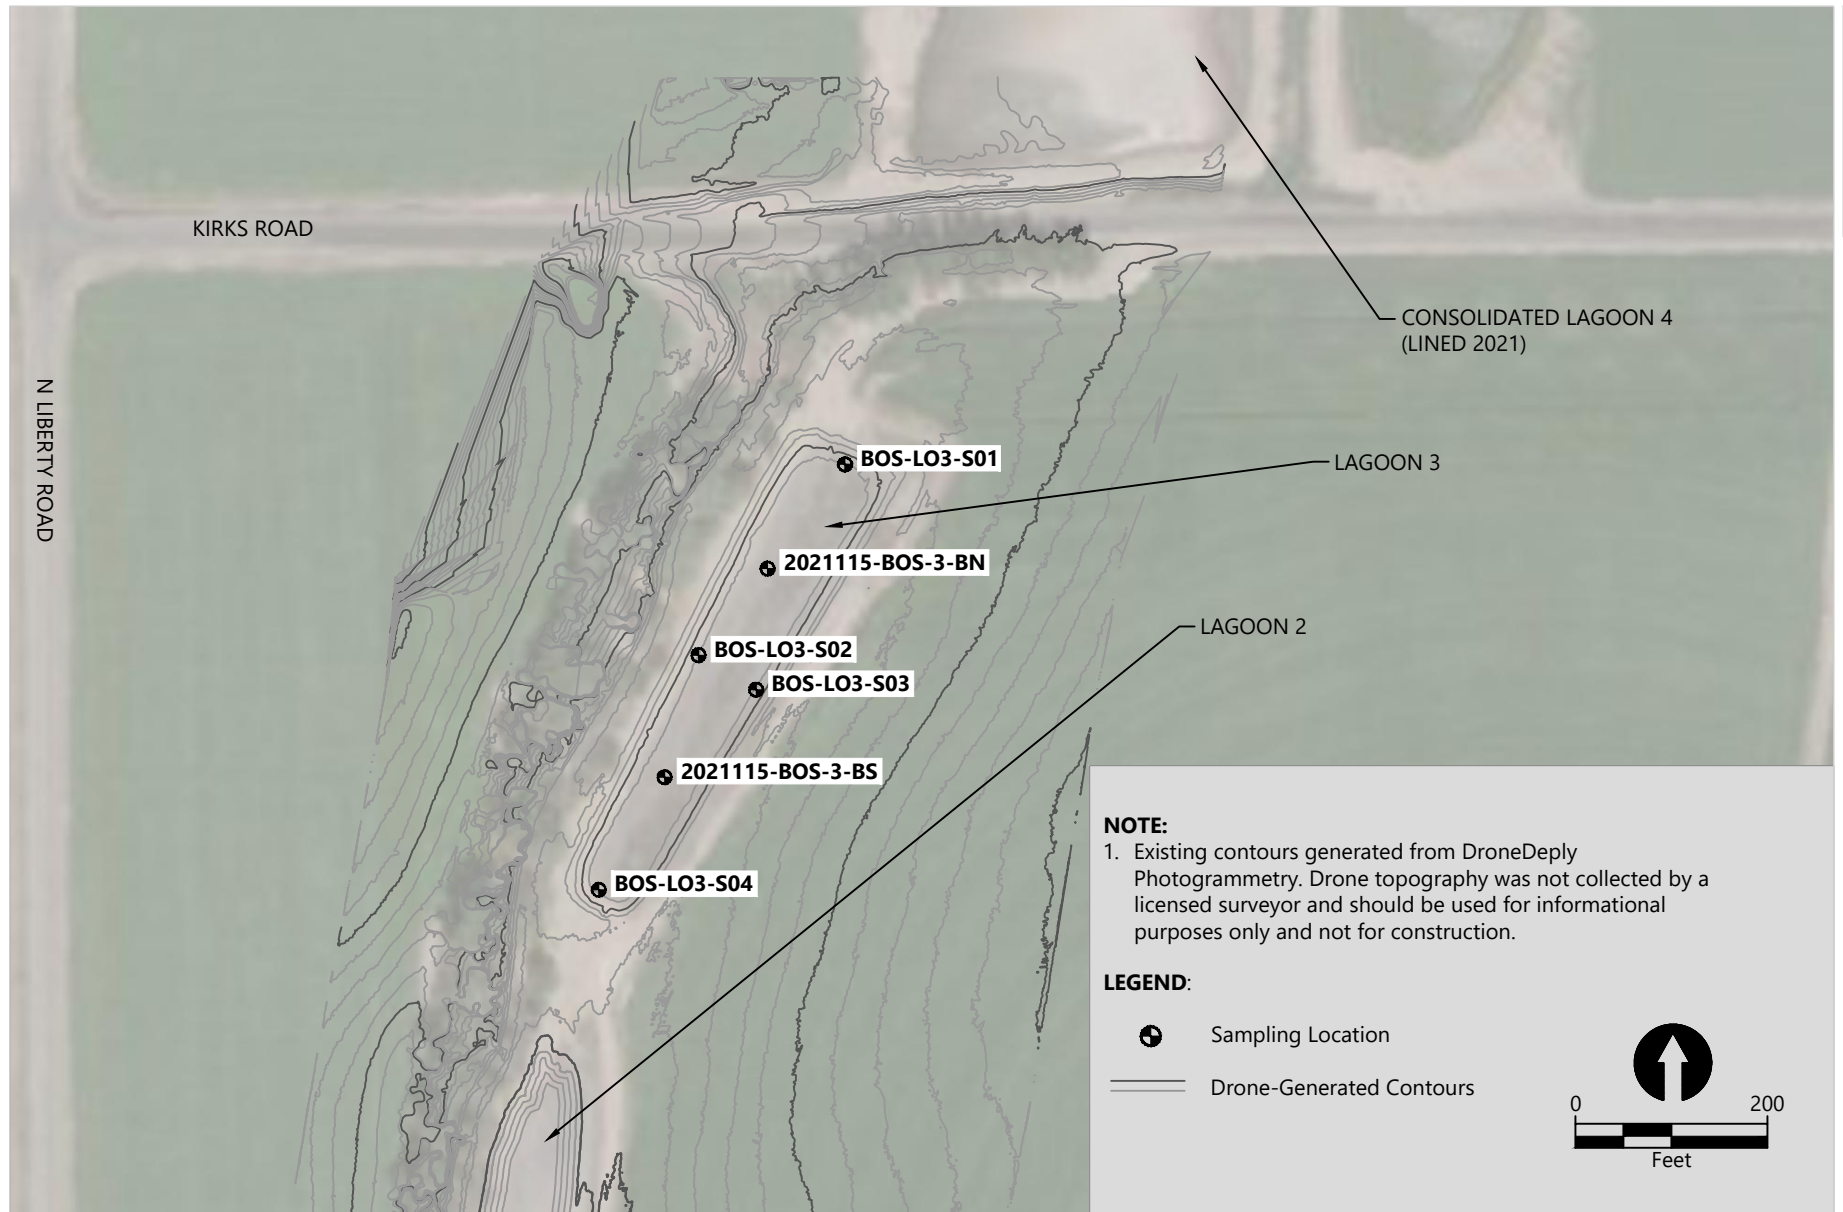 KIRKS ROAD
N LIBERTY ROAD
CONSOLIDATED LAGOON 4
(LINED 2021)
BOS-LO3-S01
LAGOON 3
2021115-BOS-3-BN
LAGOON 2
BOS-LO3-S02
BOS-LO3-S03
2021115-BOS-3-BS
BOS-LO3-S04
NOTE:
1. Existing contours generated from DroneDeply
Photogrammetry. Drone topography was not collected by a
licensed surveyor and should be used for informational
purposes only and not for construction.
LEGEND:
Sampling Location
Drone-Generated Contours
0 200
Feet